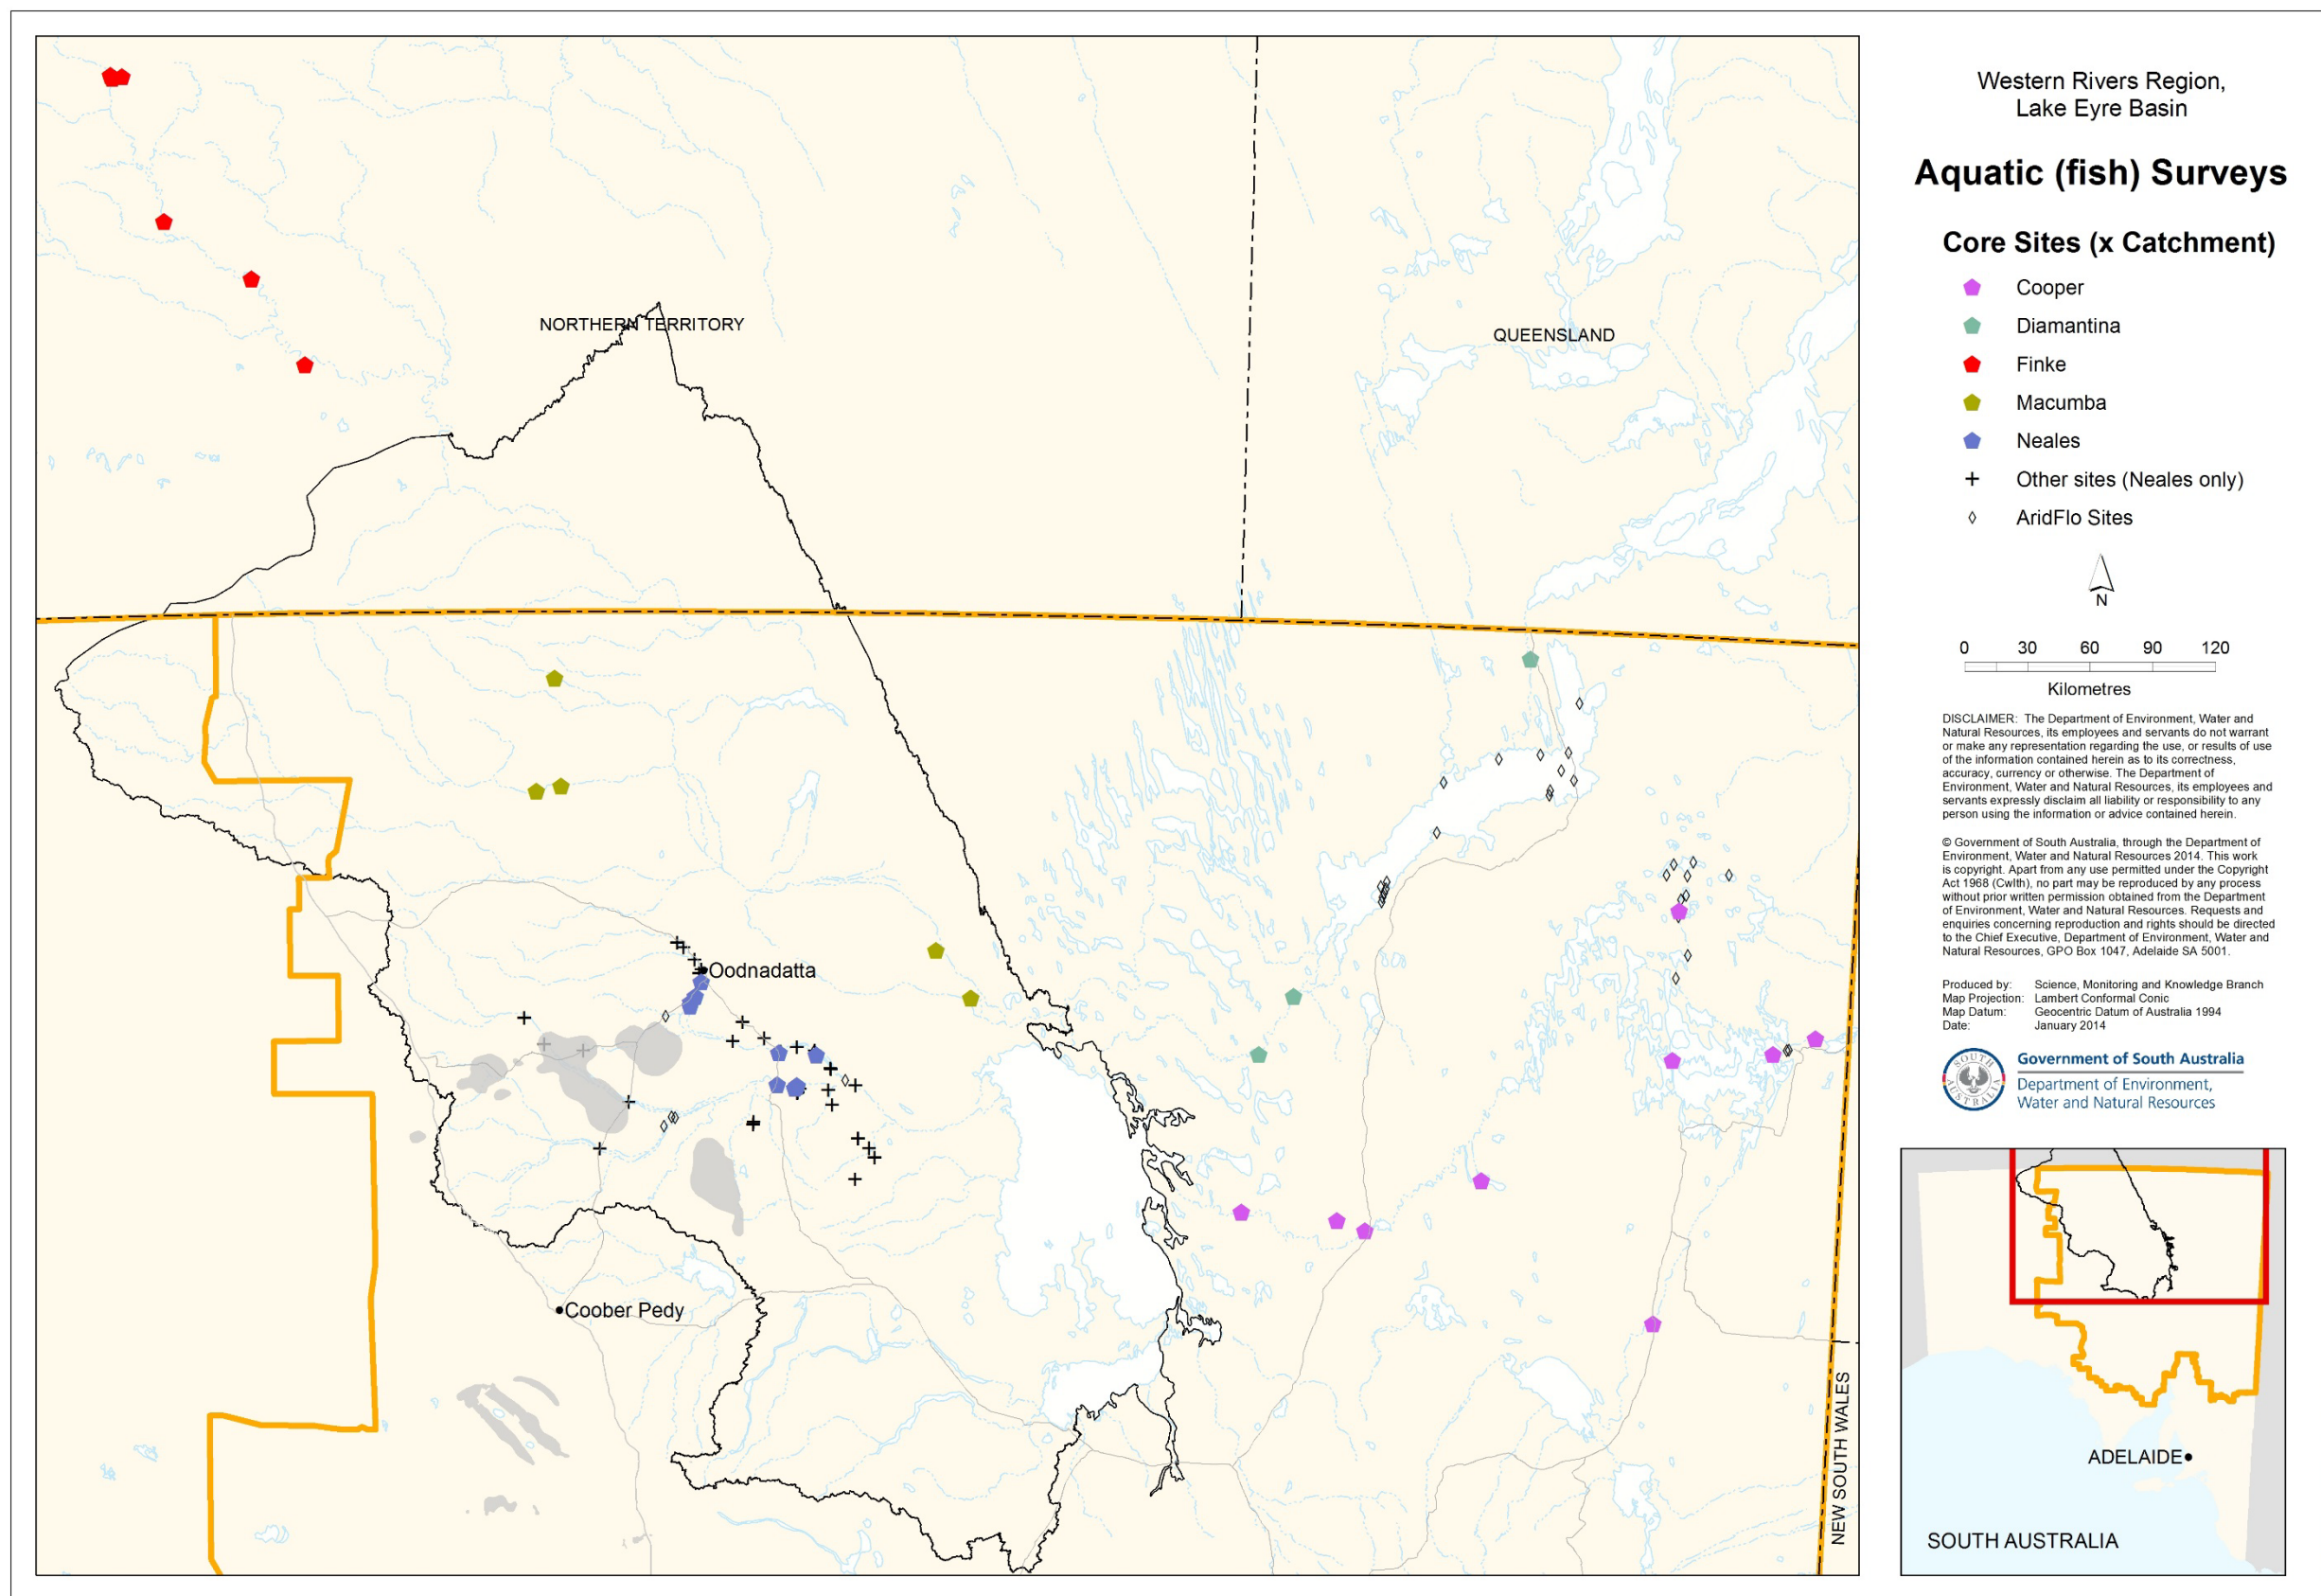 Western Rivers Region,
Lake Eyre Basin
Aquatic (fish) Surveys
Core Sites (x Catchment)
Cooper
Diamantina
Finke
Macumba
Neales
Other sites (Neales only)
AridFlo Sites
N
0 30 60 90 120
Kilometres
DISCLAIMER: The Department of Environment, Water and
Natural Resources, its employees and servants do not warrant
or make any representation regarding the use, or results of use
of the information contained herein as to its correctness,
accuracy, currency or otherwise. The Department of
Environment, Water and Natural Resources, its employees and
servants expressly disclaim all liability or responsibility to any
person using the information or advice contained herein.
© Government of South Australia, through the Department of
Environment, Water and Natural Resources 2014. This work
is copyright. Apart from any use permitted under the Copyright
Act 1968 (Cwlth), no part may be reproduced by any process
without prior written permission obtained from the Department
of Environment, Water and Natural Resources. Requests and
enquiries concerning reproduction and rights should be directed
to the Chief Executive, Department of Environment, Water and
Natural Resources, GPO Box 1047, Adelaide SA 5001.
Produced by: Science, Monitoring and Knowledge Branch
Map Projection: Lambert Conformal Conic
Map Datum: Geocentric Datum of Australia 1994
Date: January 2014
SOUTH AUSTRALIA
Government of South Australia
Department of Environment,
Water and Natural Resources
ADELAIDE
SOUTH AUSTRALIA
NORTHERN TERRITORY
QUEENSLAND
Oodnadatta
Coober Pedy
NEW SOUTH WALES